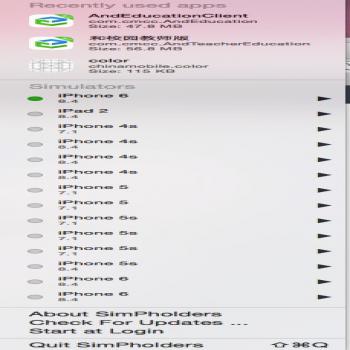 Recently used apps
AndEducationClient
com.cmcc.AndEducation
Size: 47.8 MB
和校园教师版
com.cmcc.AndTeacherEducation
Size: 56.8 MB
color
chinamobile.color
Size: 115 KB
Simulators
iPhone 6
8.4
iPad 2
8.4
iPhone 4s
7.1
iPhone 4s
8.4
iPhone 4s
8.4
iPhone 4s
8.4
iPhone 5
7.1
iPhone 5
7.1
iPhone 5s
7.1
iPhone 5s
7.1
iPhone 5s
7.1
iPhone 5s
8.4
iPhone 6
8.4
iPhone 6
8.4
About SimPholders
Check For Updates ...
Start at Login
Quit SimPholders ⇧⌘Q